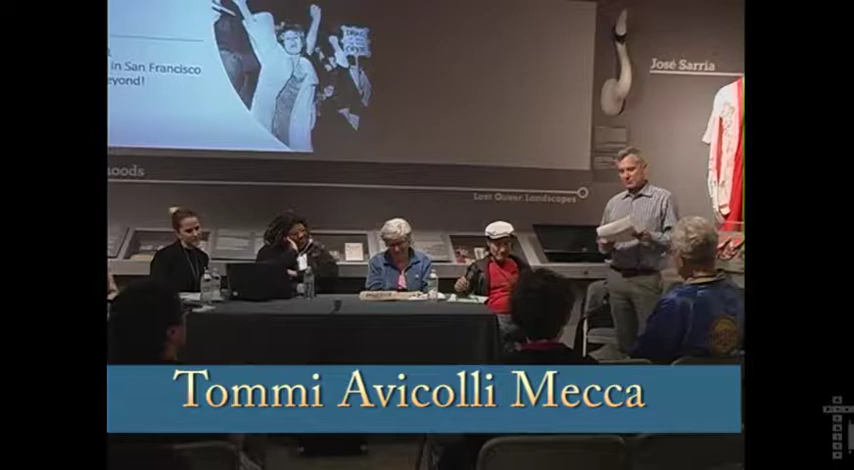 in San Francisco
eyond!
José Sarria
hoods
Lost Queer Landscapes
Tommi Avicolli Mecca